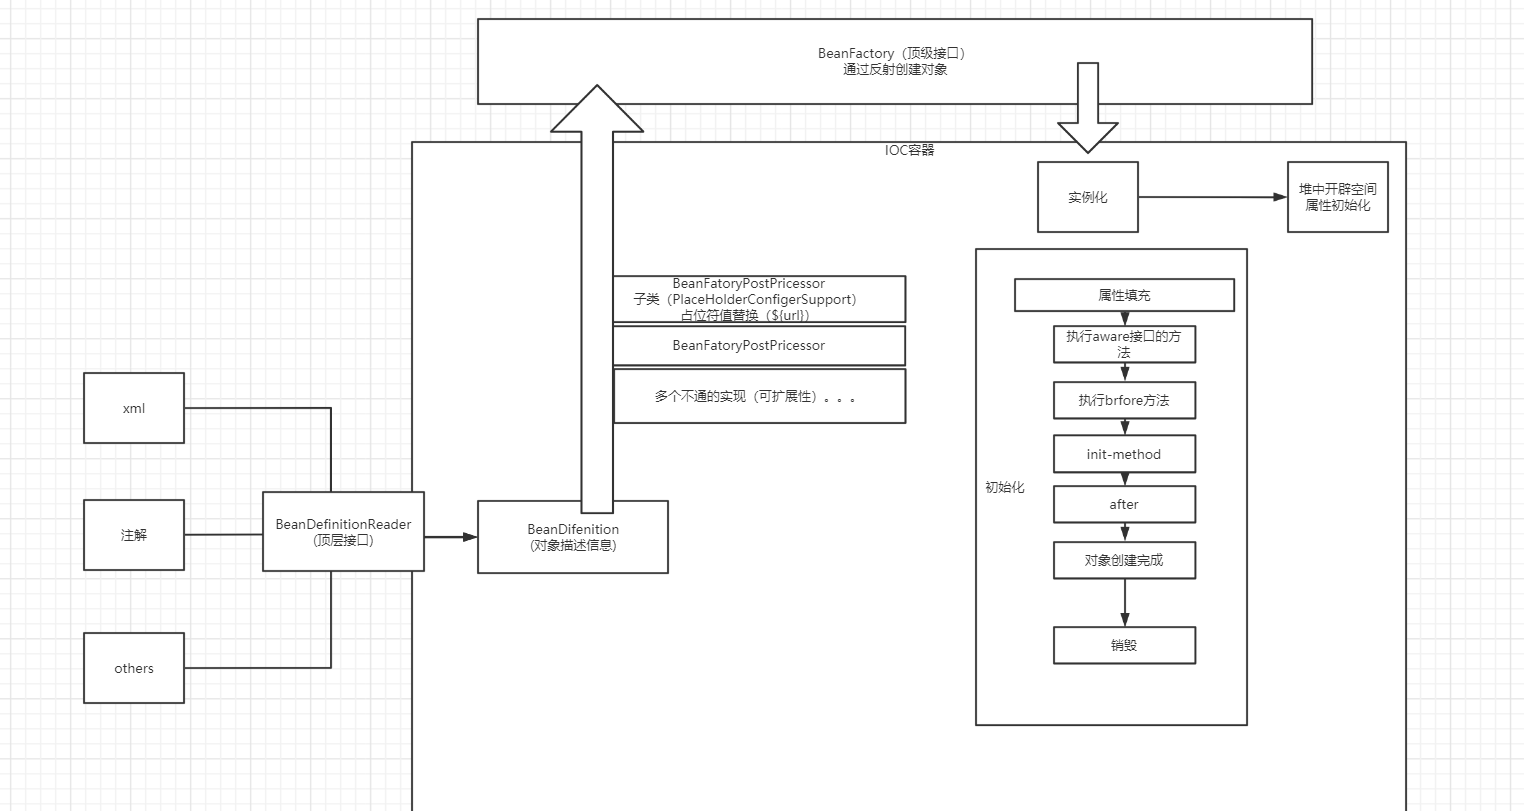 BeanFactory（顶级接口）
通过反射创建对象
IOC容器
实例化
堆中开辟空间
属性初始化
BeanFatoryPostPricessor
子类（PlaceHolderConfigerSupport）
占位符值替换（${url}）
BeanFatoryPostPricessor
多个不通的实现（可扩展性）。。。
xml
注解
others
BeanDefinitionReader
(顶层接口)
BeanDifenition
(对象描述信息)
初始化
属性填充
执行aware接口的方
法
执行brfore方法
init-method
after
对象创建完成
销毁